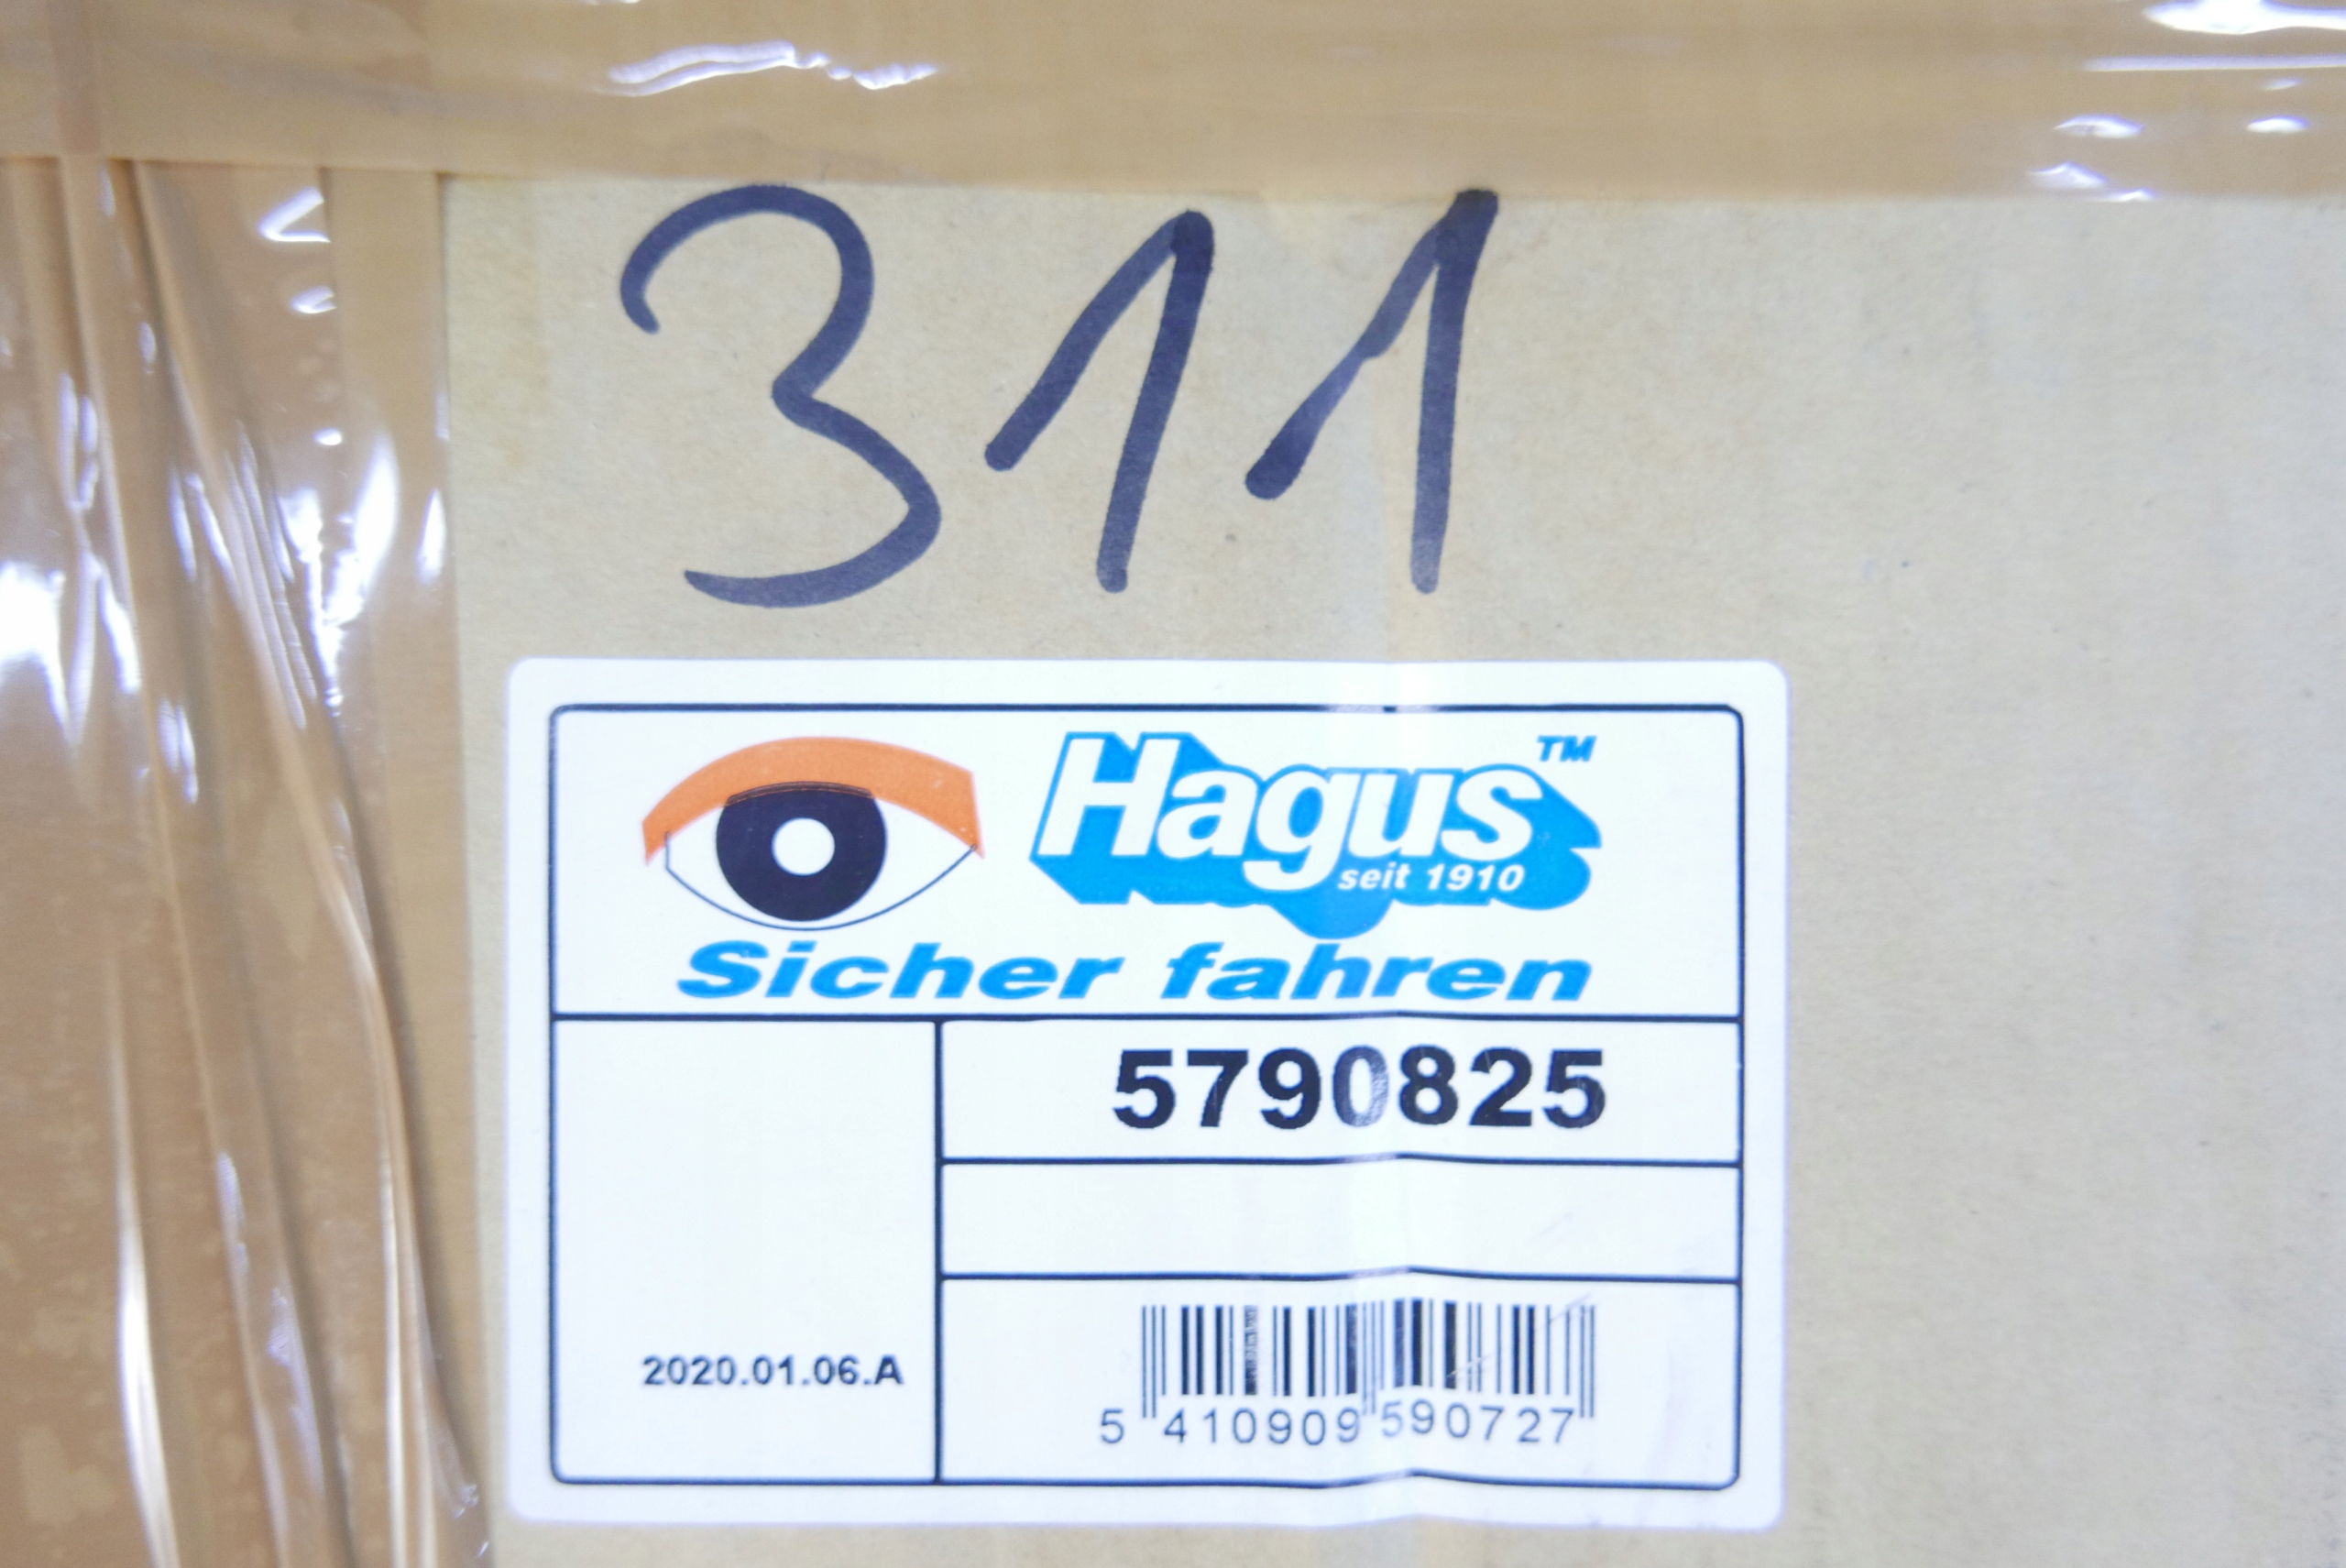 311
Hagus™
seit 1910
Sicher fahren
5790825
2020.01.06.A
5 410909 590727